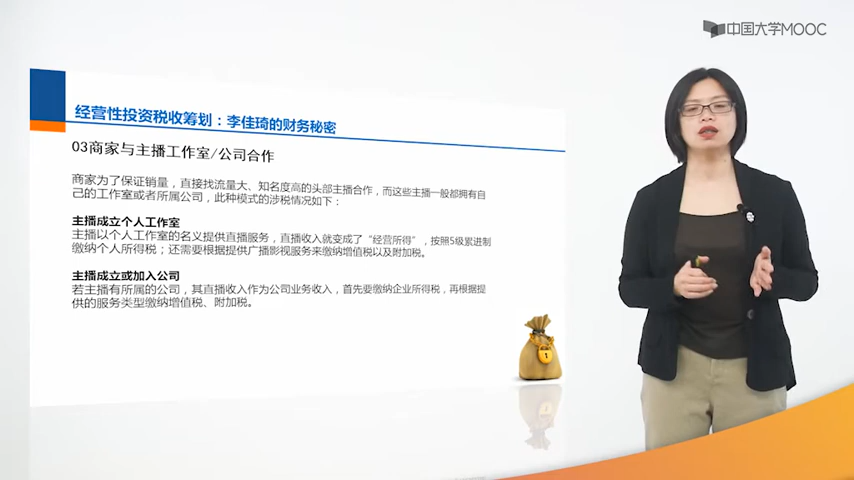 中国大学MOOC
经营性投资税收筹划：李佳琦的财务秘密
03商家与主播工作室/公司合作
商家为了保证销量，直接找流量大、知名度高的头部主播合作，而这些主播一般都拥有自
己的工作室或者所属公司，此种模式的涉税情况如下：
主播成立个人工作室
主播以个人工作室的名义提供直播服务，直播收入就变成了“经营所得”，按照5级累进制
缴纳个人所得税；还需要根据提供广播影视服务来缴纳增值税以及附加税。
主播成立或加入公司
若主播有所属的公司，其直播收入作为公司业务收入，首先要缴纳企业所得税，再根据提
供的服务类型缴纳增值税、附加税。